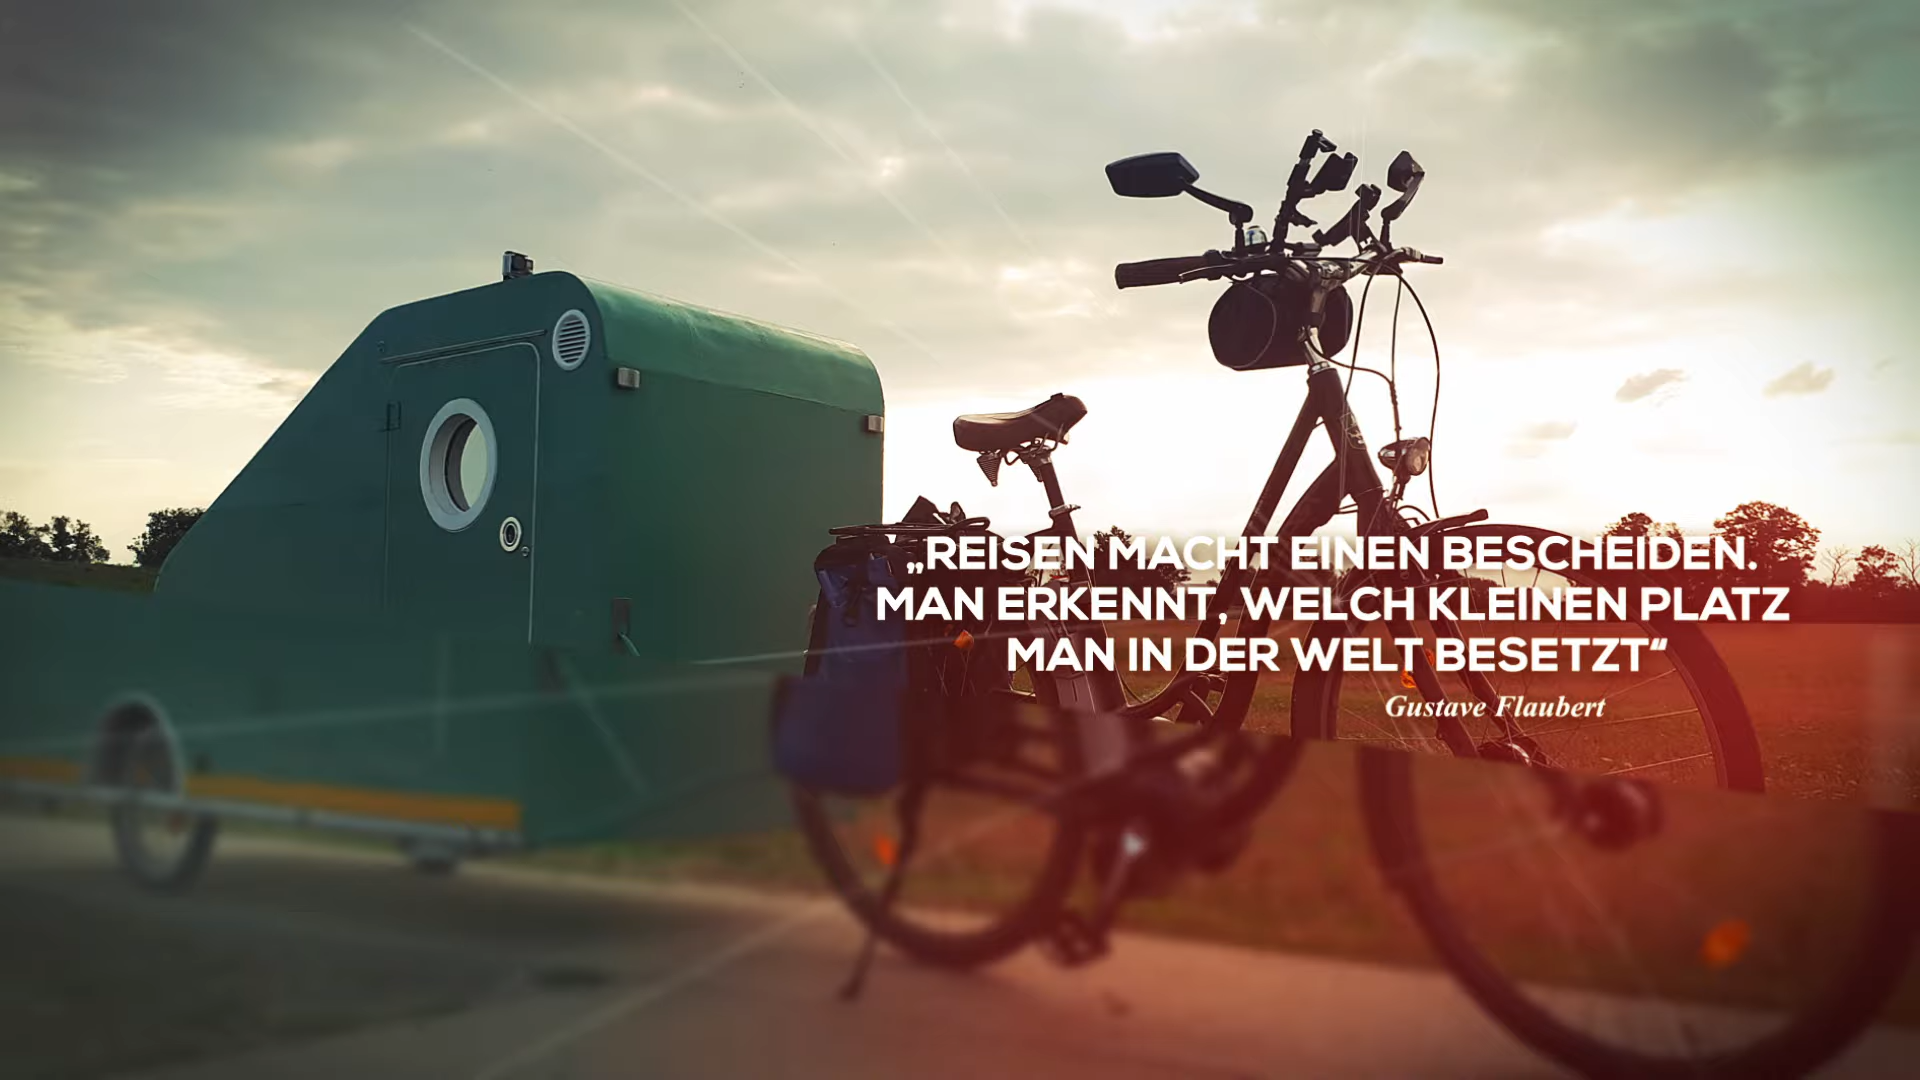 „REISEN MACHT EINEN BESCHEIDEN.
MAN ERKENNT, WELCH KLEINEN PLATZ
MAN IN DER WELT BESETZT“
Gustave Flaubert